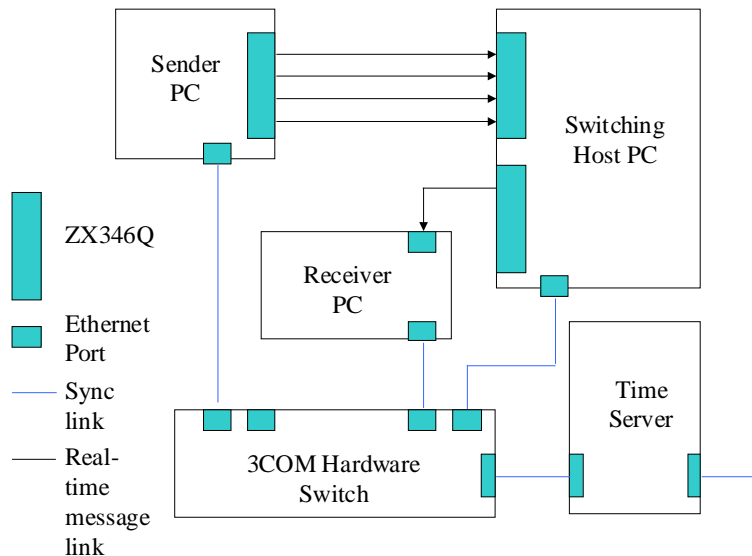 Sender
PC
Switching
Host PC
ZX346Q
Receiver
PC
Ethernet
Port
Sync
link
Time
Server
3COM Hardware
Switch
Real-
time
message
link